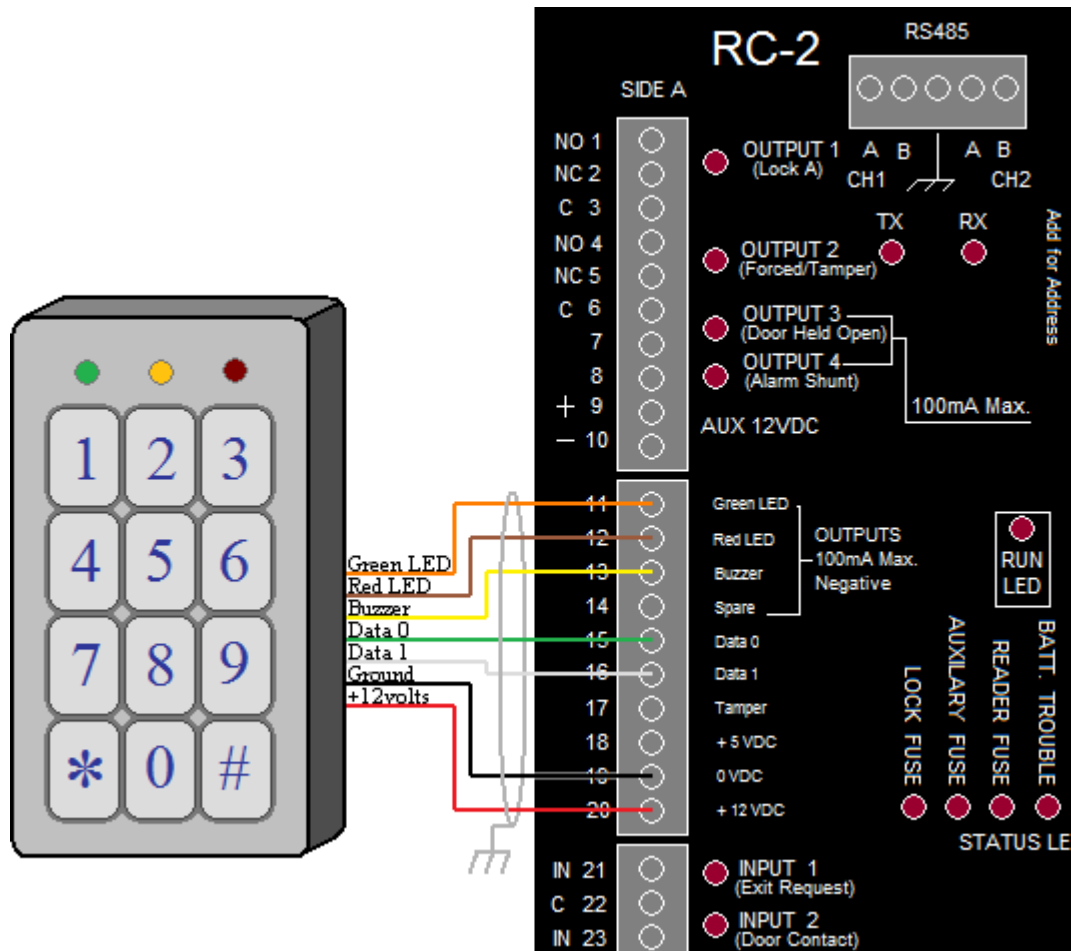 RC-2
RS485
SIDE A
NO 1
NC 2
C 3
NO 4
NC 5
C 6
7
8
+ 9
− 10
OUTPUT 1
(Lock A)
OUTPUT 2
(Forced/Tamper)
OUTPUT 3
(Door Held Open)
OUTPUT 4
(Alarm Shunt)
AUX 12VDC
100mA Max.
A B A B
CH1 CH2
TX RX
Add for Address
1 2 3
4 5 6
7 8 9
* 0 #
Green LED
Red LED
Buzzer
Data 0
Data 1
Ground
+12volts
11 Green LED
12 Red LED
13 Buzzer
14 Spare
15 Data 0
16 Data 1
17 Tamper
18 + 5 VDC
19 0 VDC
20 + 12 VDC
OUTPUTS
100mA Max.
Negative
RUN
LED
LOCK FUSE
AUXILARY FUSE
READER FUSE
BATT. TROUBLE
STATUS LE
IN 21
C 22
IN 23
INPUT 1
(Exit Request)
INPUT 2
(Door Contact)